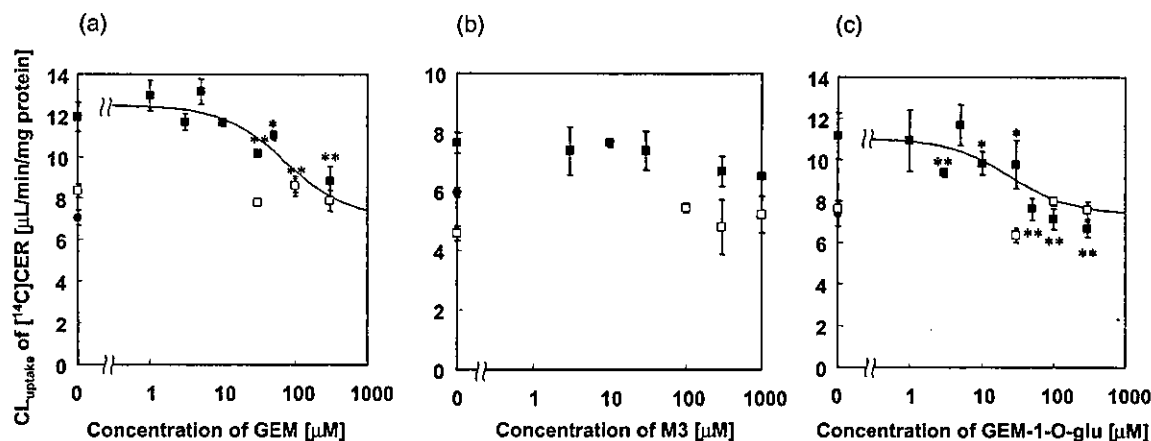 (a) (b) (c)
CL_uptake of [¹⁴C]CER [μL/min/mg protein]
14
12
10
8
6
4
2
0
** * ** **
0 1 10 100 1000
Concentration of GEM [μM]
10
8
6
4
2
0
0 1 10 100 1000
Concentration of M3 [μM]
14
12
10
8
6
4
2
0
** * * ** ** * **
0 1 10 100 1000
Concentration of GEM-1-O-glu [μM]